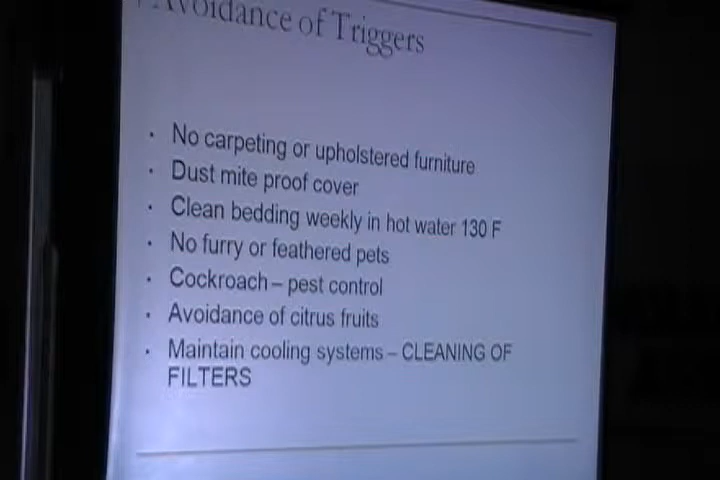 Avoidance of Triggers
· No carpeting or upholstered furniture
· Dust mite proof cover
· Clean bedding weekly in hot water 130 F
· No furry or feathered pets
· Cockroach – pest control
· Avoidance of citrus fruits
· Maintain cooling systems – CLEANING OF
FILTERS